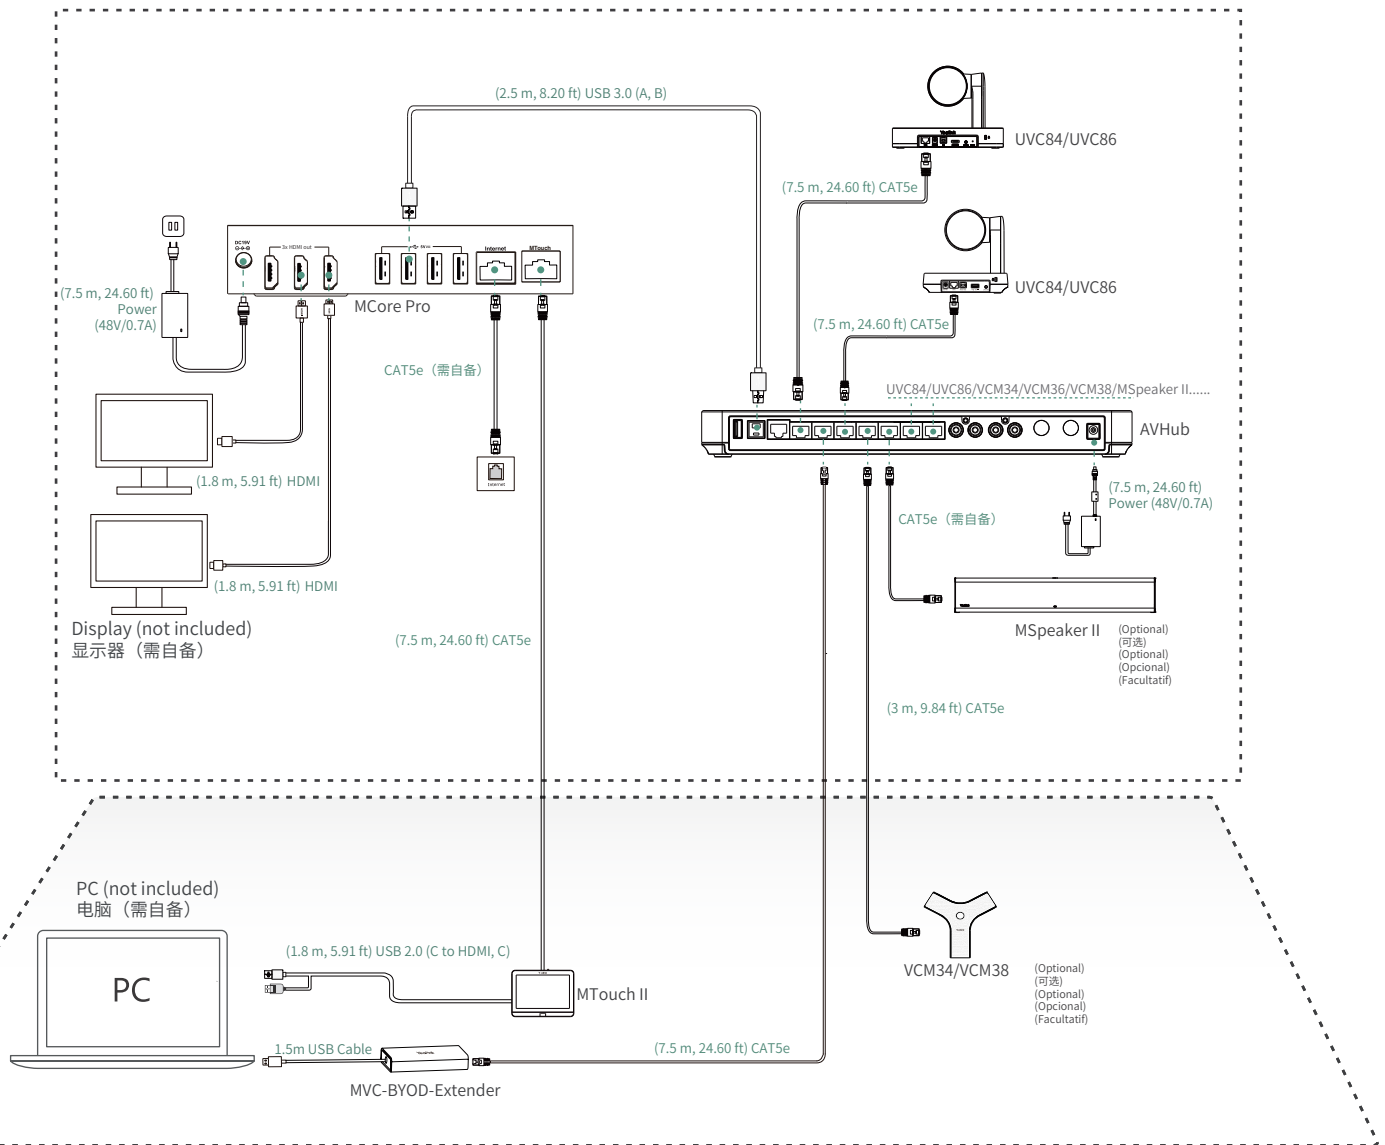 (2.5 m, 8.20 ft) USB 3.0 (A, B)
UVC84/UVC86
(7.5 m, 24.60 ft) CAT5e
DC19V
3x HDMI out
Internet
MTouch
(7.5 m, 24.60 ft)
Power
(48V/0.7A)
MCore Pro
UVC84/UVC86
(7.5 m, 24.60 ft) CAT5e
CAT5e（需自备）
UVC84/UVC86/VCM34/VCM36/VCM38/MSpeaker II......
AVHub
(1.8 m, 5.91 ft) HDMI
Internet
(7.5 m, 24.60 ft)
Power (48V/0.7A)
CAT5e（需自备）
(1.8 m, 5.91 ft) HDMI
Display (not included)
显示器（需自备）
(7.5 m, 24.60 ft) CAT5e
MSpeaker II
(Optional)
(可选)
(Optional)
(Opcional)
(Facultatif)
(3 m, 9.84 ft) CAT5e
PC (not included)
电脑（需自备）
PC
(1.8 m, 5.91 ft) USB 2.0 (C to HDMI, C)
MTouch II
VCM34/VCM38
(Optional)
(可选)
(Optional)
(Opcional)
(Facultatif)
1.5m USB Cable
(7.5 m, 24.60 ft) CAT5e
MVC-BYOD-Extender